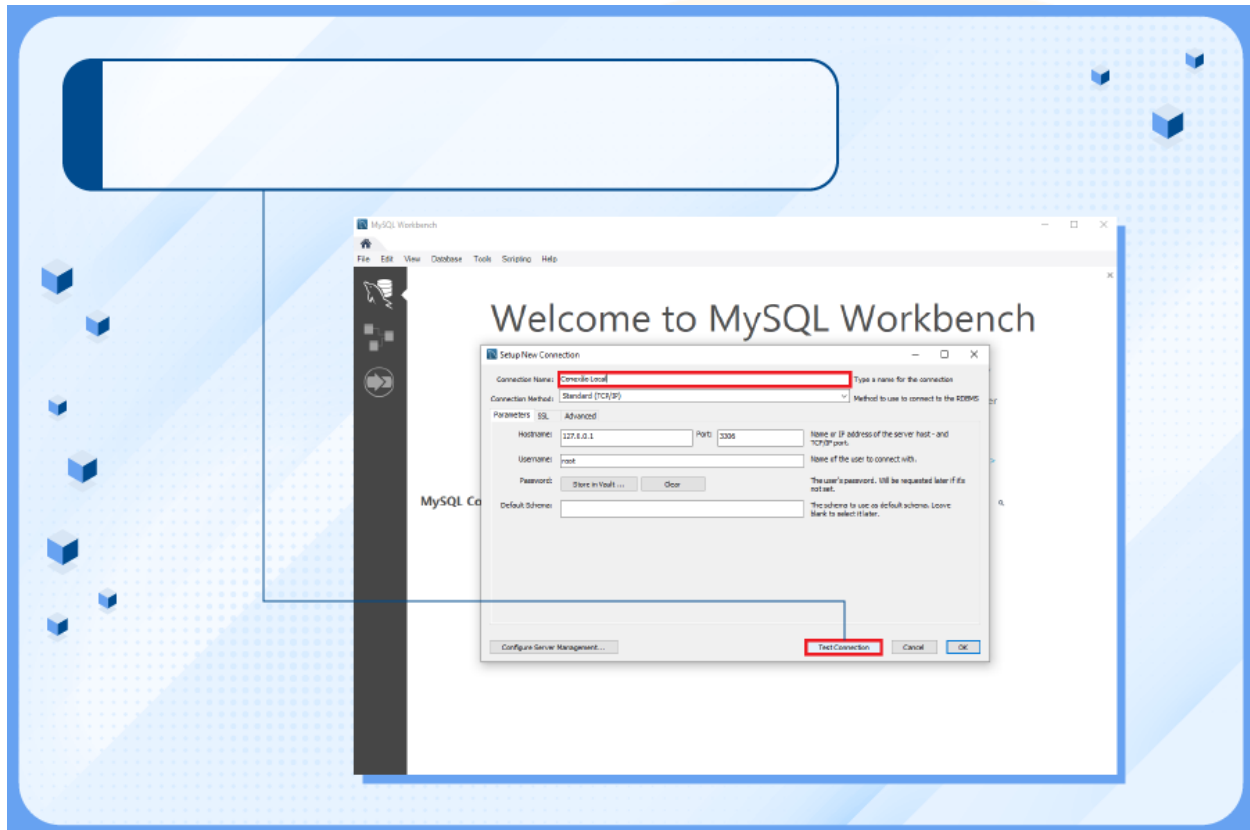 MySQL Workbench
File Edit View Database Tools Scripting Help
Welcome to MySQL Workbench
Setup New Connection
Connection Name: Conexão Local Type a name for the connection
Connection Method: Standard (TCP/IP) Method to use to connect to the RDBMS
Parameters SSL Advanced
Hostname: 127.0.0.1 Port: 3306 Name or IP address of the server host - and
TCP/IP port.
Username: root Name of the user to connect with.
Password: Store in Vault ... Clear The user's password. Will be requested later if it's
not set.
MySQL Co
Default Schema: The schema to use as default schema. Leave
blank to select it later.
Configure Server Management... Test Connection Cancel OK